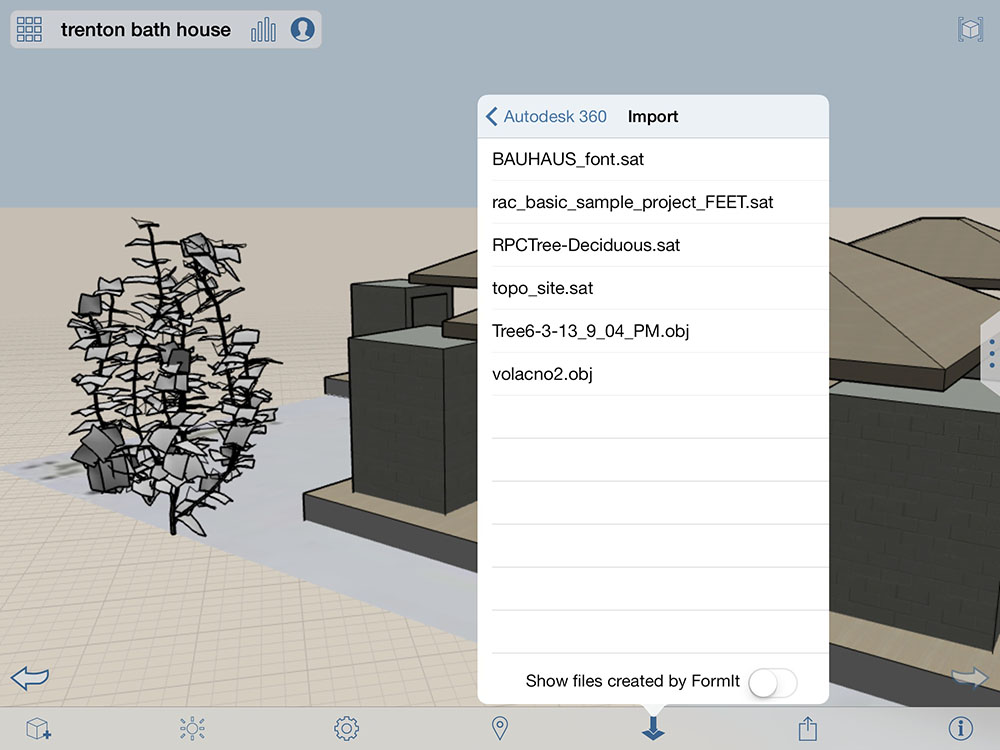 trenton bath house
Autodesk 360 Import
BAUHAUS_font.sat
rac_basic_sample_project_FEET.sat
RPCTree-Deciduous.sat
topo_site.sat
Tree6-3-13_9_04_PM.obj
volacno2.obj
Show files created by FormIt